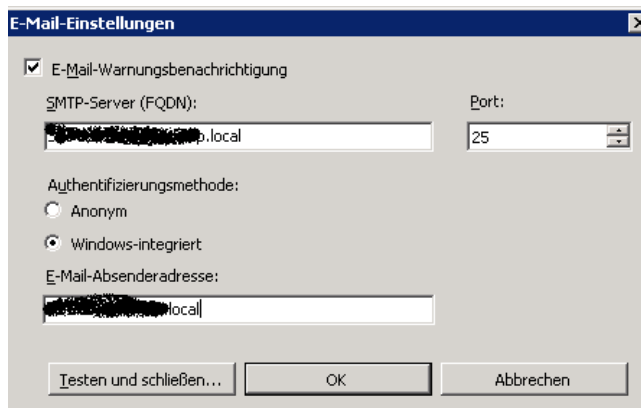 E-Mail-Einstellungen
E-Mail-Warnungsbenachrichtigung
SMTP-Server (FQDN): Port:
p.local 25
Authentifizierungsmethode:
Anonym
Windows-integriert
E-Mail-Absenderadresse:
local
Testen und schließen... OK Abbrechen